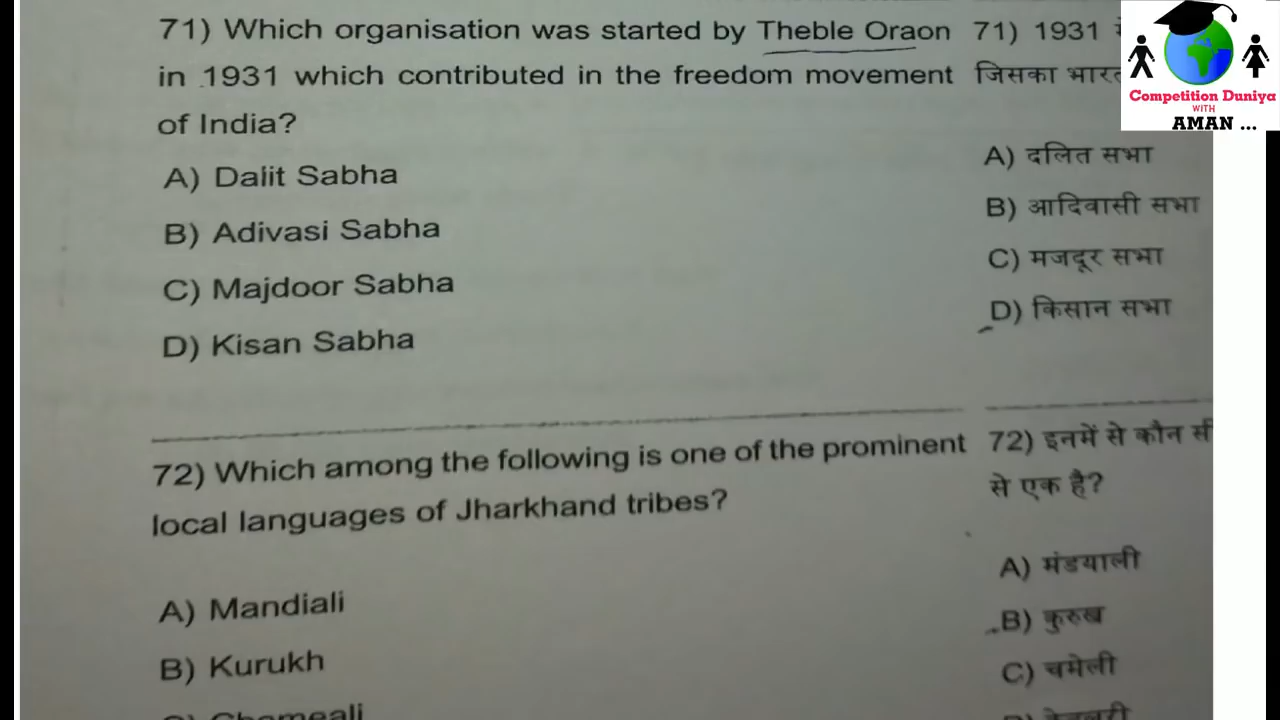 71) Which organisation was started by Theble Oraon
in 1931 which contributed in the freedom movement
of India?
A) Dalit Sabha
B) Adivasi Sabha
C) Majdoor Sabha
D) Kisan Sabha
72) Which among the following is one of the prominent
local languages of Jharkhand tribes?
A) Mandiali
B) Kurukh
71) 1931
जिसका
A) दलित सभा
B) आदिवासी सभा
C) मजदूर सभा
D) किसान सभा
72) इनमें से कौन सी
से एक है?
A) मंडयाली
B) कुरुख
C) चमेली
Competition Duniya
WITH
AMAN ...